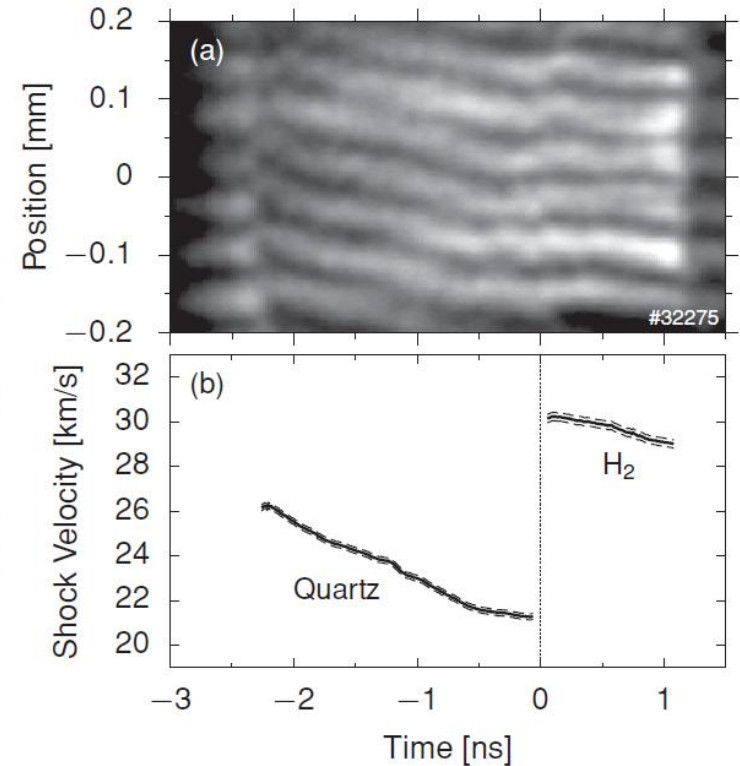 (a)
0.2
0.1
0
−0.1
−0.2
Position [mm]
#32275
(b)
32
30
28
26
24
22
20
Shock Velocity [km/s]
Quartz
H₂
−3 −2 −1 0 1
Time [ns]